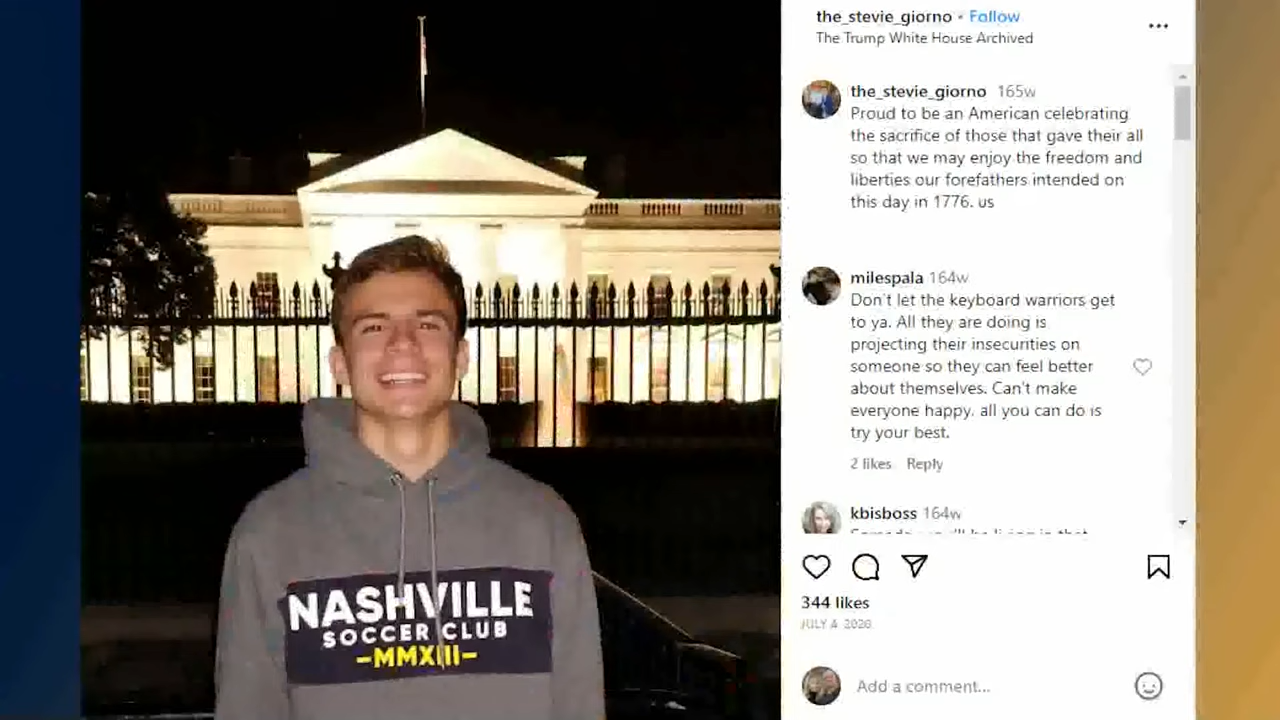 the_stevie_giorno • Follow
The Trump White House Archived
the_stevie_giorno 165w
Proud to be an American celebrating
the sacrifice of those that gave their all
so that we may enjoy the freedom and
liberties our forefathers intended on
this day in 1776. us
milespala 164w
Don't let the keyboard warriors get
to ya. All they are doing is
projecting their insecurities on
someone so they can feel better
about themselves. Can't make
everyone happy. all you can do is
try your best.
2 likes Reply
kbisboss 164w
344 likes
JULY 4 2020
Add a comment...
NASHVILLE
SOCCER CLUB
–MMXIII–